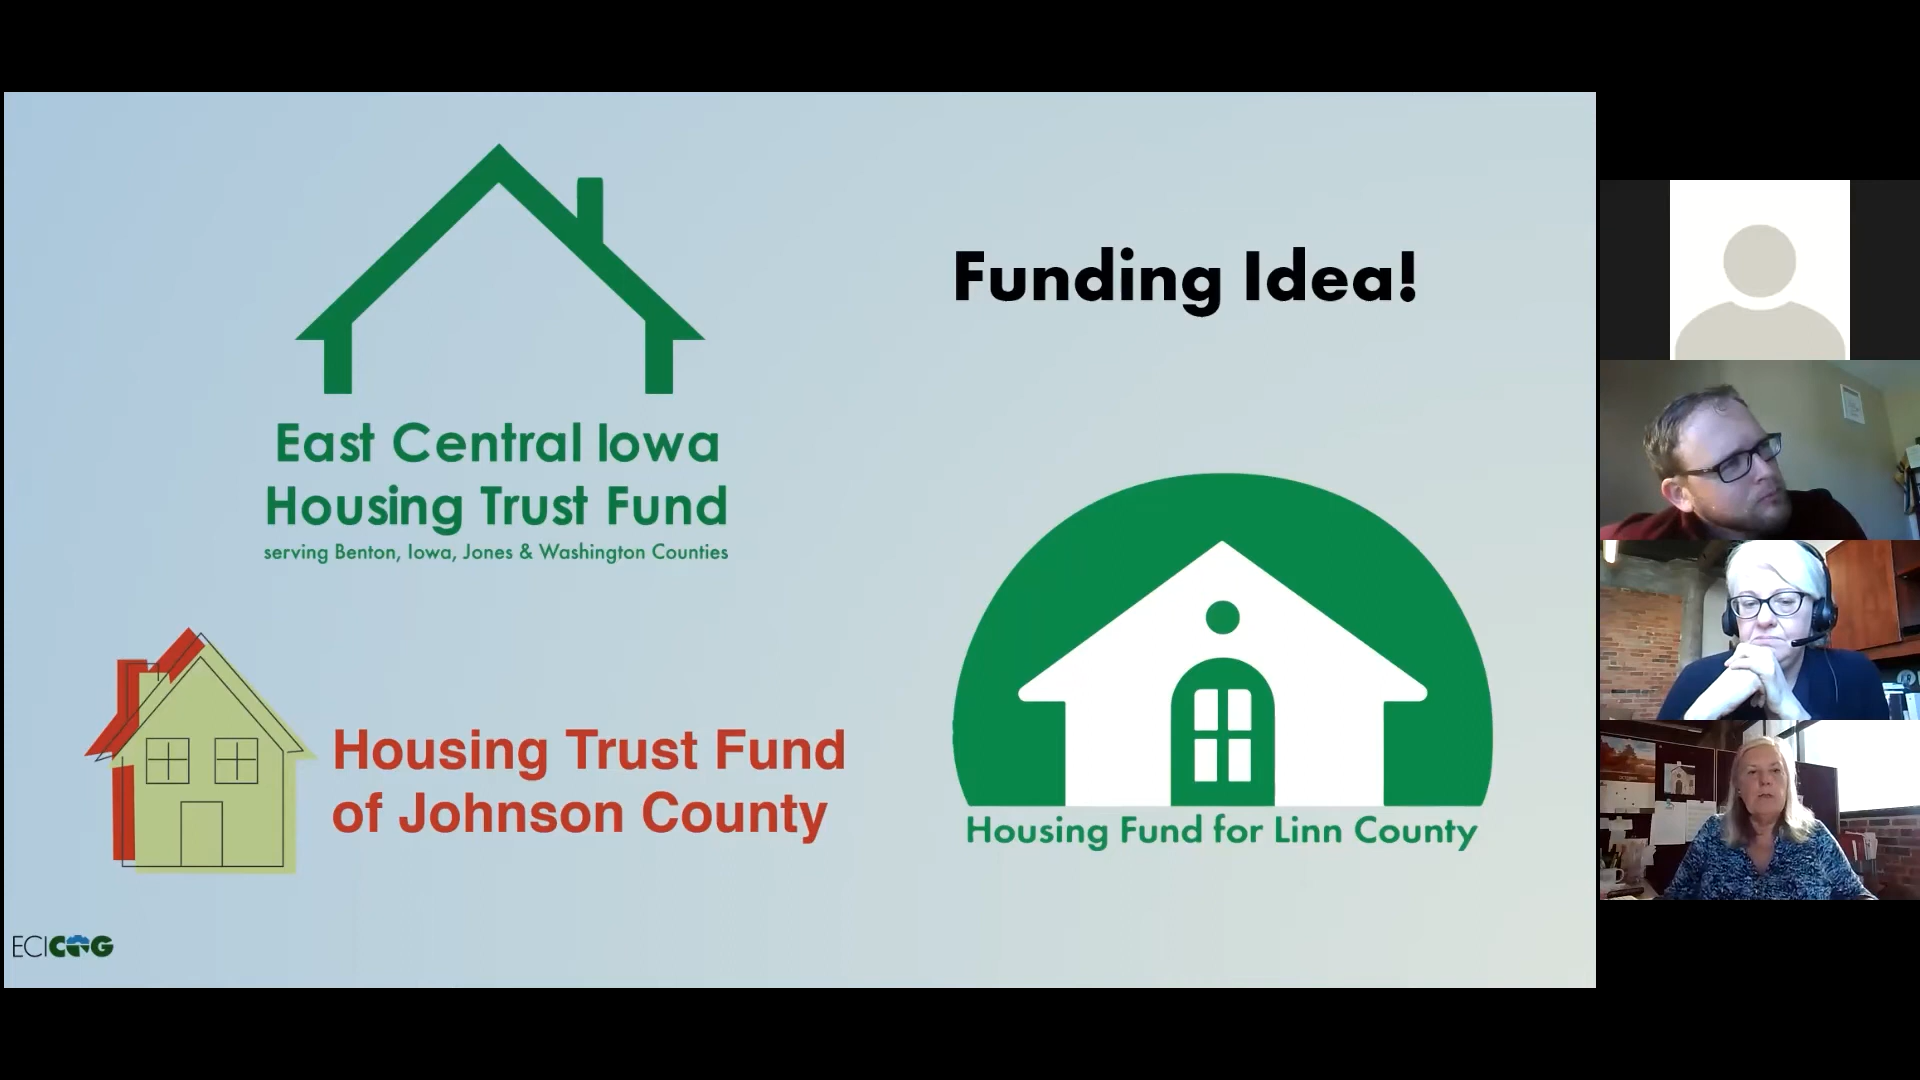 Funding Idea!
East Central Iowa
Housing Trust Fund
serving Benton, Iowa, Jones & Washington Counties
Housing Trust Fund
of Johnson County
Housing Fund for Linn County
ECICOG